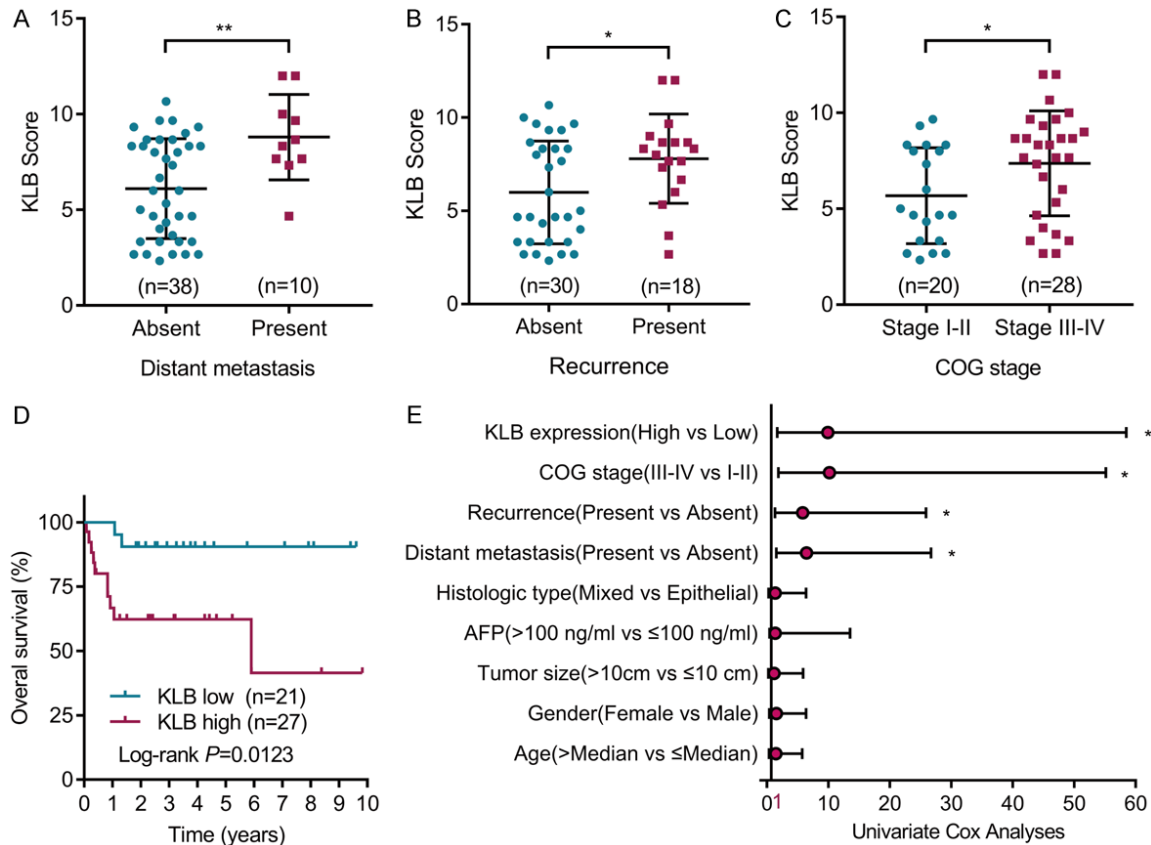 A
B
C
**
*
*
15
10
5
0
KLB Score
(n=38)
(n=10)
Absent
Present
Distant metastasis
15
10
5
0
KLB Score
(n=30)
(n=18)
Absent
Present
Recurrence
15
10
5
0
KLB Score
(n=20)
(n=28)
Stage I-II
Stage III-IV
COG stage
D
100
75
50
25
0
Overal survival (%)
KLB low (n=21)
KLB high (n=27)
Log-rank P=0.0123
0 1 2 3 4 5 6 7 8 9 10
Time (years)
E
KLB expression(High vs Low) *
COG stage(III-IV vs I-II) *
Recurrence(Present vs Absent) *
Distant metastasis(Present vs Absent) *
Histologic type(Mixed vs Epithelial)
AFP(>100 ng/ml vs ≤100 ng/ml)
Tumor size(>10cm vs ≤10 cm)
Gender(Female vs Male)
Age(>Median vs ≤Median)
0 1 10 20 30 40 50 60
Univariate Cox Analyses